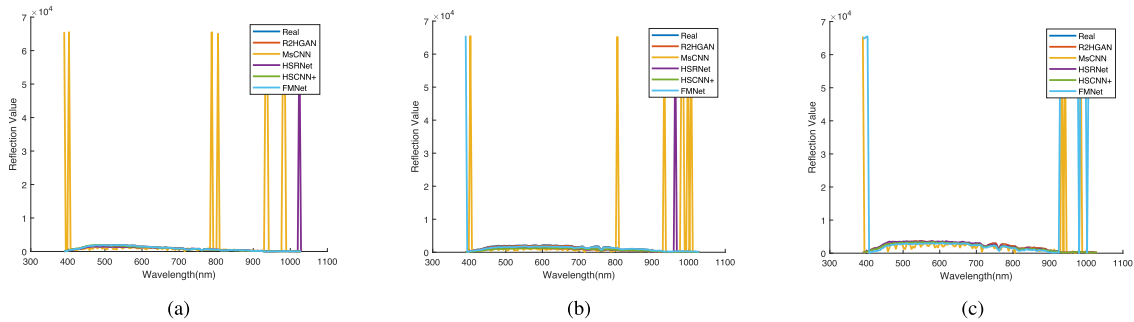 × 10⁴
7
6
5
4
3
2
1
0
Reflection Value
300 400 500 600 700 800 900 1000 1100
Wavelength(nm)
Real
R2HGAN
MsCNN
HSRNet
HSCNN+
FMNet
(a)
× 10⁴
7
6
5
4
3
2
1
0
Reflection Value
300 400 500 600 700 800 900 1000 1100
Wavelength(nm)
Real
R2HGAN
MsCNN
HSRNet
HSCNN+
FMNet
(b)
× 10⁴
7
6
5
4
3
2
1
0
Reflection Value
300 400 500 600 700 800 900 1000 1100
Wavelength(nm)
Real
R2HGAN
MsCNN
HSRNet
HSCNN+
FMNet
(c)